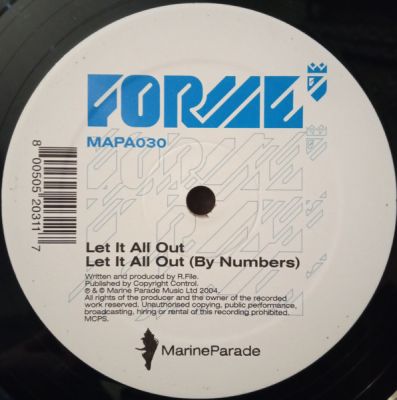 FORME
MAPA030
8 00505 20311 7
Let It All Out
Let It All Out (By Numbers)
Written and produced by R.File.
Published by Copyright Control.
℗ & © Marine Parade Music Ltd 2004.
All rights of the producer and the owner of the recorded
work reserved. Unauthorised copying, public performance,
broadcasting, hiring or rental of this recording prohibited.
MCPS.
MarineParade